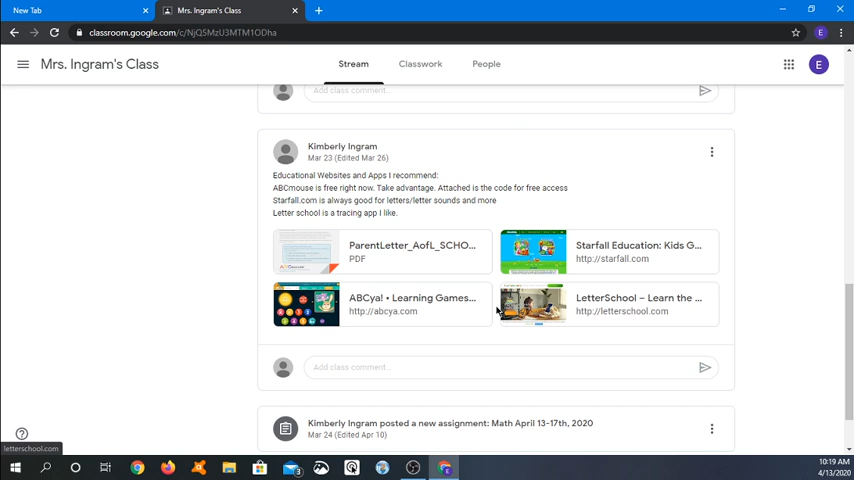 New Tab
Mrs. Ingram's Class
classroom.google.com/c/NjQ5MzU3MTM1ODha
E
Mrs. Ingram's Class
Stream
Classwork
People
E
Add class comment...
Kimberly Ingram
Mar 23 (Edited Mar 26)
Educational Websites and Apps I recommend:
ABCmouse is free right now. Take advantage. Attached is the code for free access
Starfall.com is always good for letters/letter sounds and more
Letter school is a tracing app I like.
ParentLetter_AofL_SCHO...
PDF
Starfall Education: Kids G...
http://starfall.com
ABCya! • Learning Games...
http://abcya.com
LetterSchool – Learn the ...
http://letterschool.com
Add class comment...
Kimberly Ingram posted a new assignment: Math April 13-17th, 2020
Mar 24 (Edited Apr 10)
letterschool.com
3
10:19 AM
4/13/2020